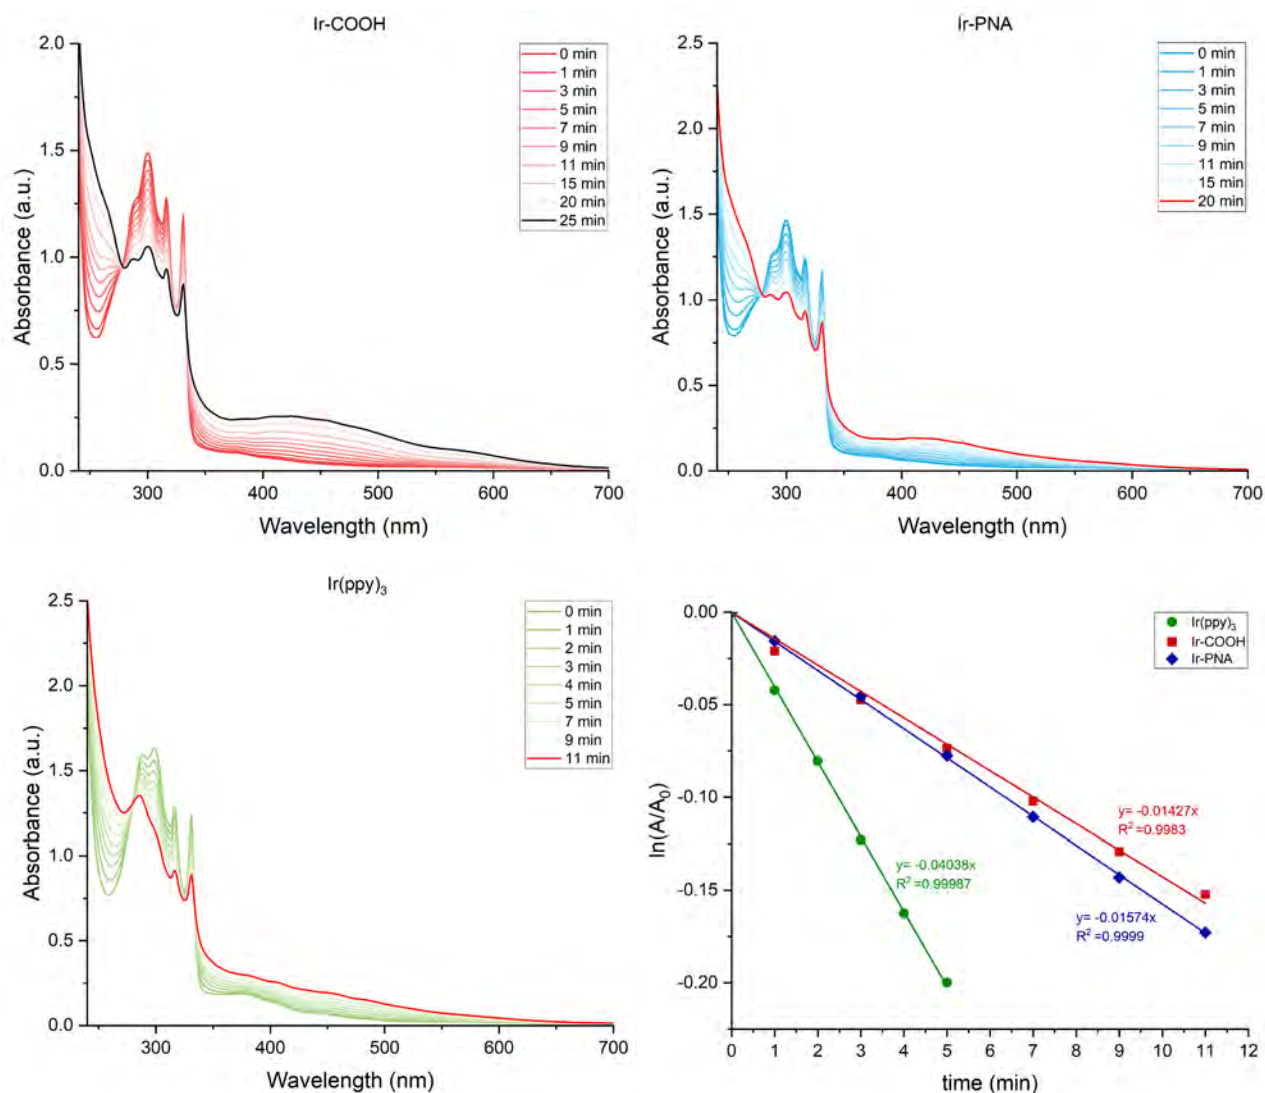 Ir-COOH
2.0
1.5
1.0
0.5
0.0
Absorbance (a.u.)
300
400
500
600
700
Wavelength (nm)
0 min
1 min
3 min
5 min
7 min
9 min
11 min
15 min
20 min
25 min
Ir-PNA
2.5
2.0
1.5
1.0
0.5
0.0
Absorbance (a.u.)
300
400
500
600
700
Wavelength (nm)
0 min
1 min
3 min
5 min
7 min
9 min
11 min
15 min
20 min
Ir(ppy)₃
2.5
2.0
1.5
1.0
0.5
0.0
Absorbance (a.u.)
300
400
500
600
700
Wavelength (nm)
0 min
1 min
2 min
3 min
4 min
5 min
7 min
9 min
11 min
0.00
-0.05
-0.10
-0.15
-0.20
ln(A/A₀)
0 1 2 3 4 5 6 7 8 9 10 11 12
time (min)
Ir(ppy)₃
Ir-COOH
Ir-PNA
y= -0.01427x
R² =0.9983
y= -0.04038x
R² =0.99987
y= -0.01574x
R² =0.9999